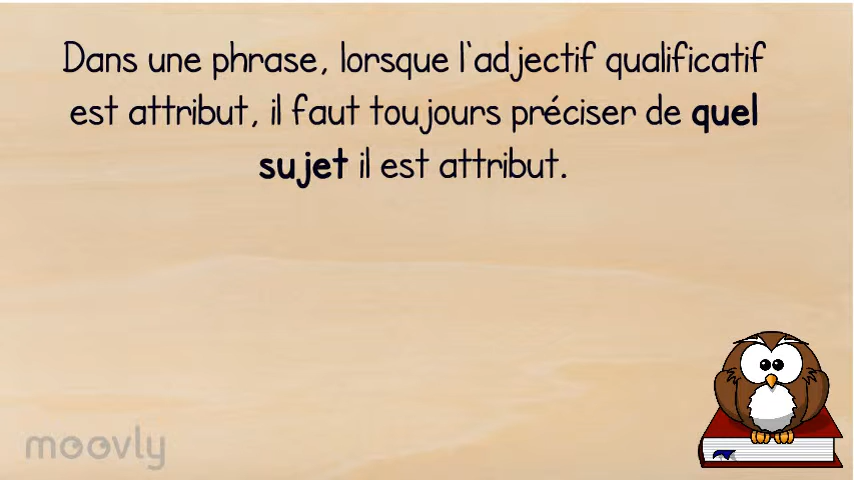 Dans une phrase, lorsque l'adjectif qualificatif
est attribut, il faut toujours préciser de quel
sujet il est attribut.
moovly